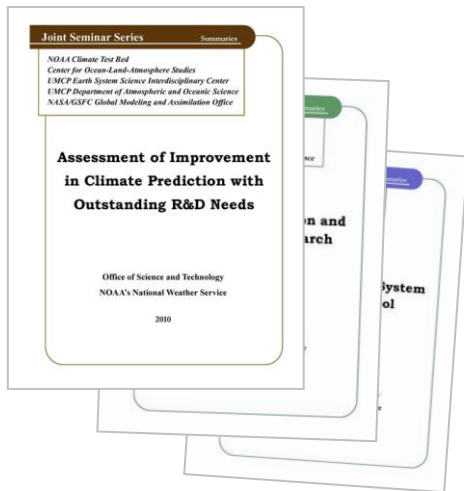 Joint Seminar Series Summaries
NOAA Climate Test Bed
Center for Ocean-Land-Atmosphere Studies
UMCP Earth System Science Interdisciplinary Center
UMCP Department of Atmospheric and Oceanic Science
NASA/GSFC Global Modeling and Assimilation Office
Assessment of Improvement
in Climate Prediction with
Outstanding R&D Needs
Office of Science and Technology
NOAA's National Weather Service
2010
on and
arch
System
ol